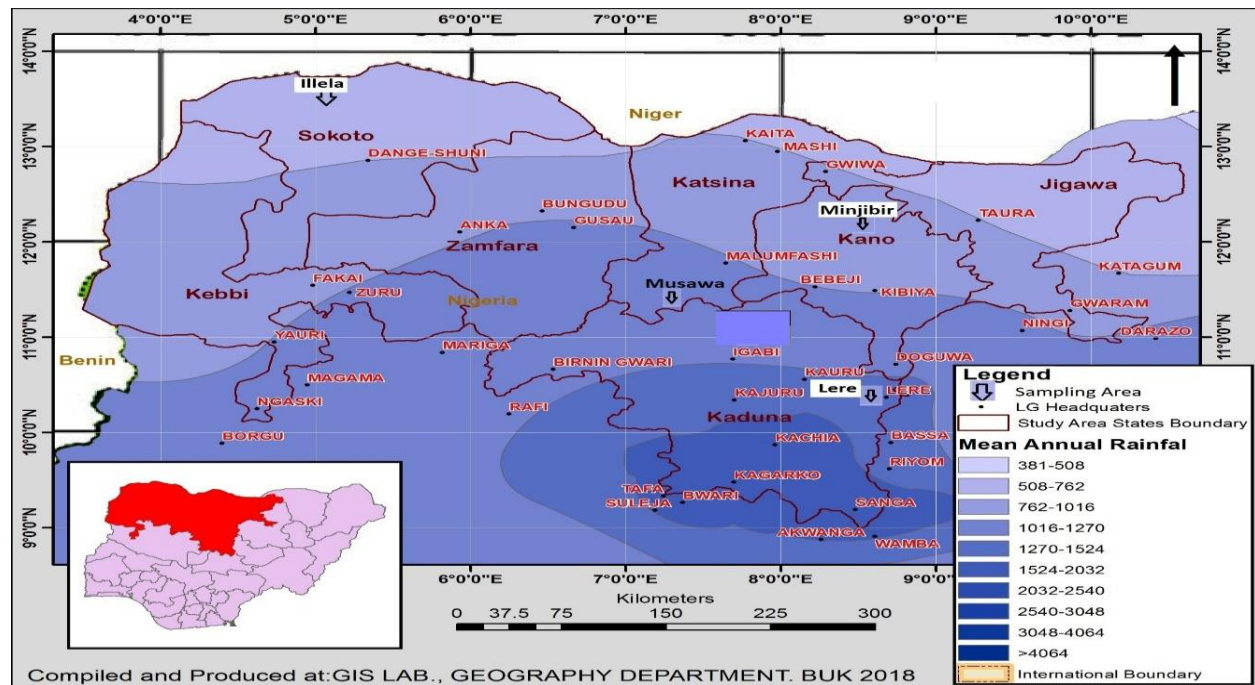 4°0'0"E 5°0'0"E 6°0'0"E 7°0'0"E 8°0'0"E 9°0'0"E 10°0'0"E
14°0'0"N 14°0'0"N
Illela
Niger
Sokoto
KAITA
13°0'0"N 13°0'0"N
DANGE-SHUNI
MASHI
GWIWA
Katsina
Jigawa
BUNGUDU
Minjibir
TAURA
GUSAU
ANKA
12°0'0"N 12°0'0"N
Zamfara
Kano
MALUMFASHI
KATAGUM
FAKAI
Musawa
BEBEJI
Kebbi
ZURU
Nigeria
KIBIYA
GWARAM
NINGI
DARAZO
YAURI
11°0'0"N 11°0'0"N
MARIGA
IGABI
Benin
BIRNIN GWARI
DOGUWA
MAGAMA
KAURU
NGASKI
KAJURU
Lere
LERE
RAFI
Kaduna
10°0'0"N
BORGU
KACHIA
BASSA
RIYOM
KAGARKO
TAFA
BWARI
SULEJA
SANGA
9°0'0"N
AKWANGA
WAMBA
6°0'0"E 7°0'0"E 8°0'0"E 9°0'0"
Kilometers
0 37.5 75 150 225 300
Legend
Sampling Area
LG Headquaters
Study Area States Boundary
Mean Annual Rainfal
381-508
508-762
762-1016
1016-1270
1270-1524
1524-2032
2032-2540
2540-3048
3048-4064
>4064
International Boundary
Compiled and Produced at:GIS LAB., GEOGRAPHY DEPARTMENT. BUK 2018